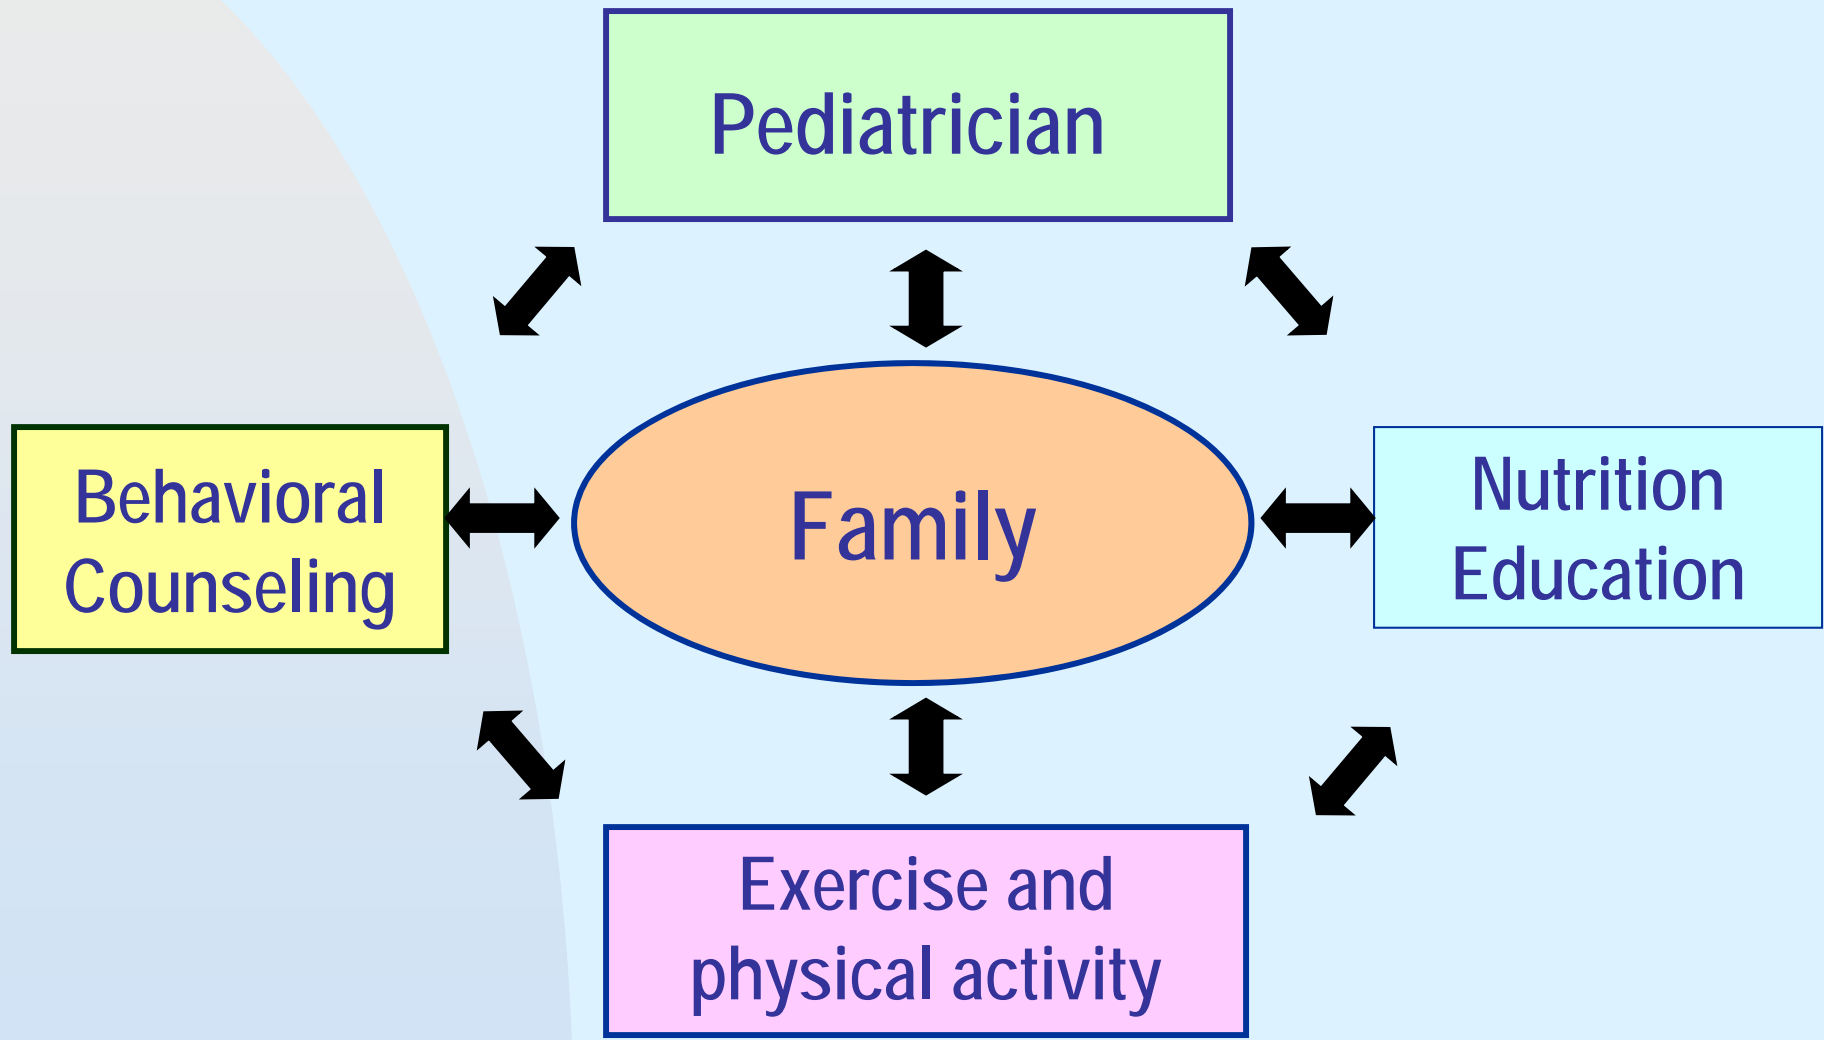 Pediatrician
Behavioral
Counseling
Family
Nutrition
Education
Exercise and
physical activity